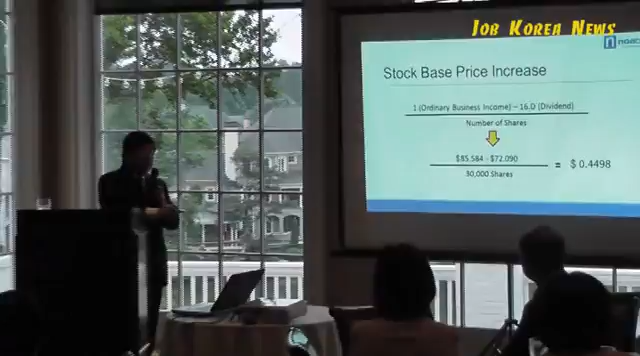 Job Korea News
Stock Base Price Increase
1 (Ordinary Business Income) – 16.D (Dividend)
Number of Shares
$85,584 - $72,090
30,000 Shares
= $ 0.4498